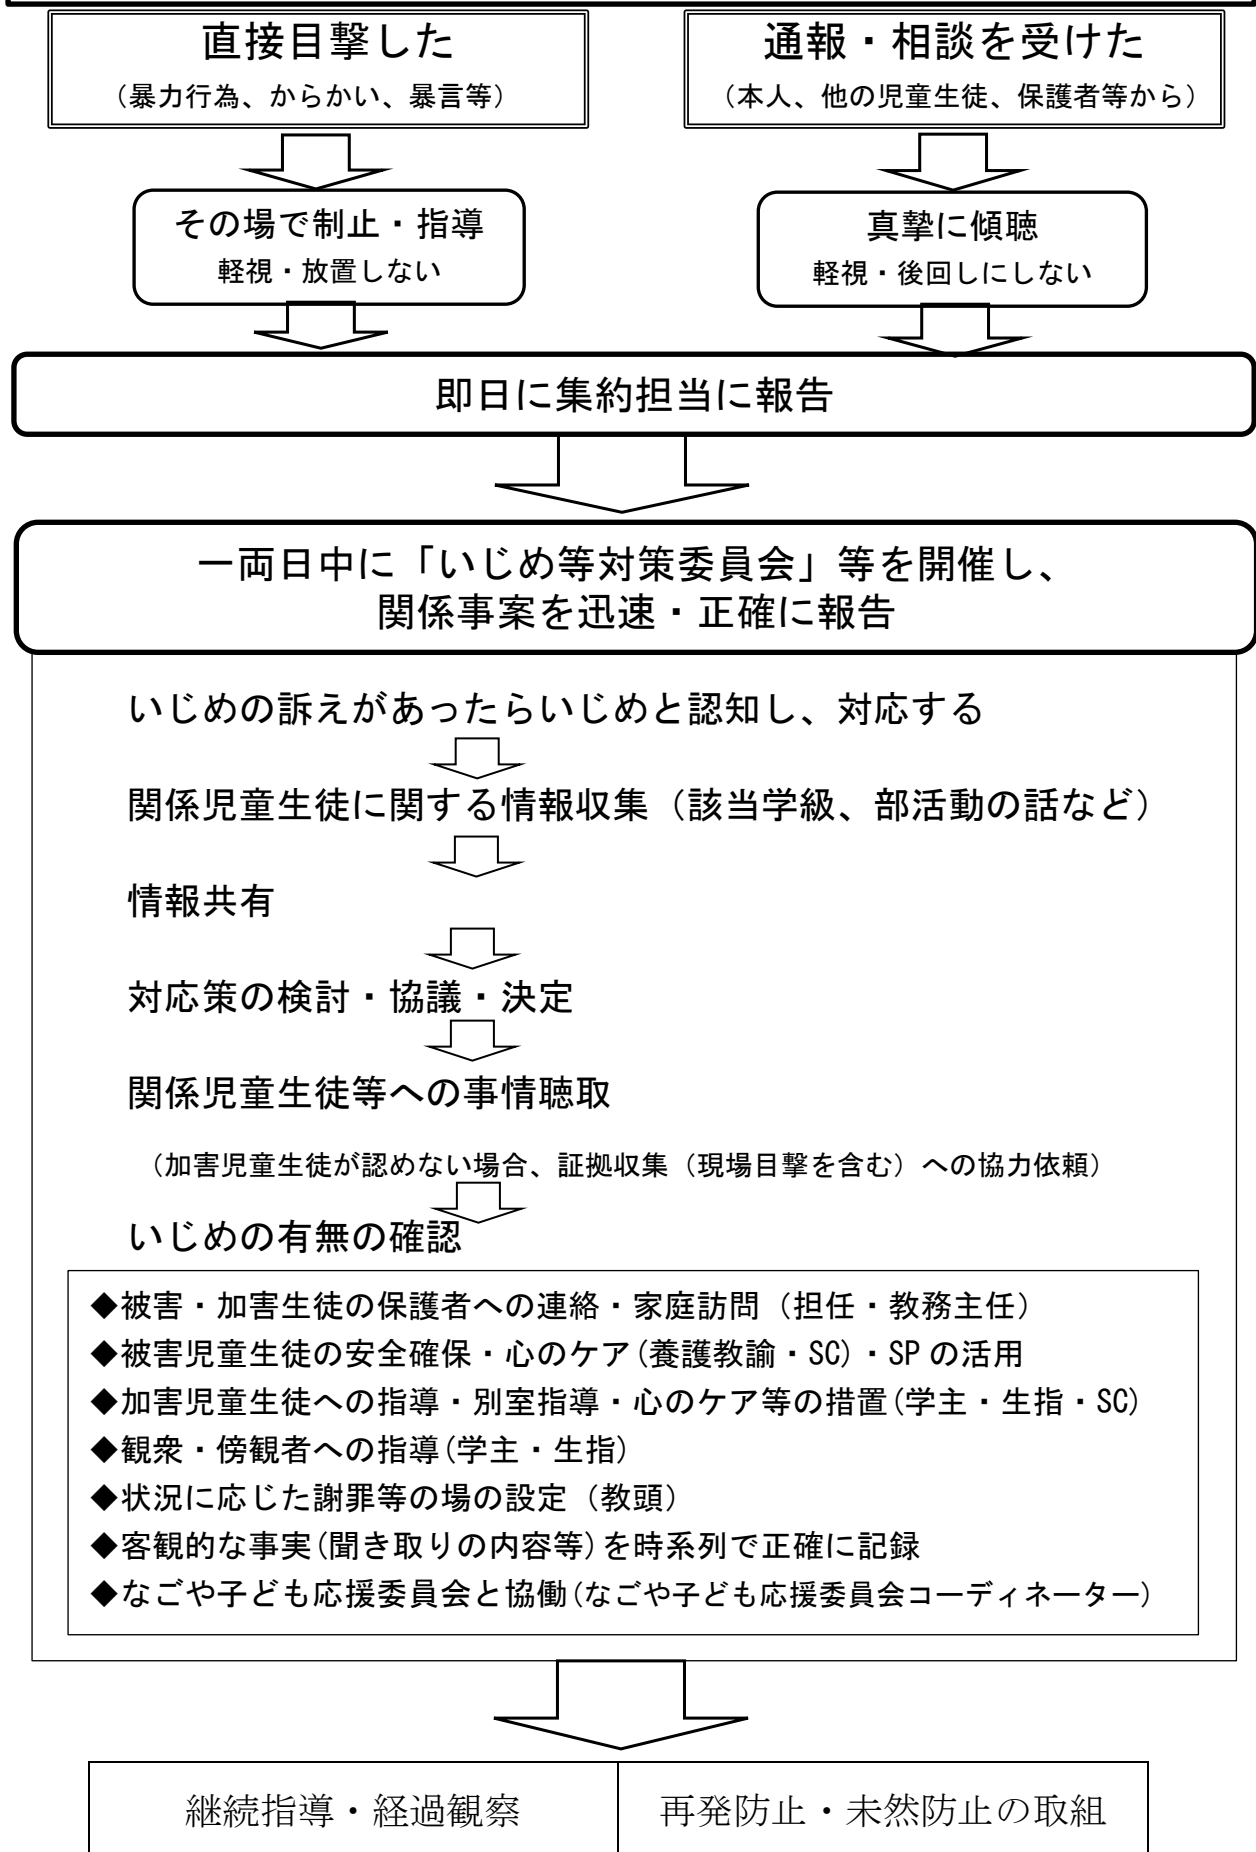 直接目撃した
（暴力行為、からかい、暴言等）
通報・相談を受けた
（本人、他の児童生徒、保護者等から）
その場で制止・指導
軽視・放置しない
真摯に傾聴
軽視・後回しにしない
即日に集約担当に報告
一両日中に「いじめ等対策委員会」等を開催し、
関係事案を迅速・正確に報告
いじめの訴えがあったらいじめと認知し、対応する
関係児童生徒に関する情報収集（該当学級、部活動の話など）
情報共有
対応策の検討・協議・決定
関係児童生徒等への事情聴取
（加害児童生徒が認めない場合、証拠収集（現場目撃を含む）への協力依頼）
いじめの有無の確認
◆被害・加害生徒の保護者への連絡・家庭訪問（担任・教務主任）
◆被害児童生徒の安全確保・心のケア(養護教諭・SC)・SPの活用
◆加害児童生徒への指導・別室指導・心のケア等の措置(学主・生指・SC)
◆観衆・傍観者への指導(学主・生指)
◆状況に応じた謝罪等の場の設定（教頭）
◆客観的な事実(聞き取りの内容等)を時系列で正確に記録
◆なごや子ども応援委員会と協働(なごや子ども応援委員会コーディネーター)
継続指導・経過観察
再発防止・未然防止の取組